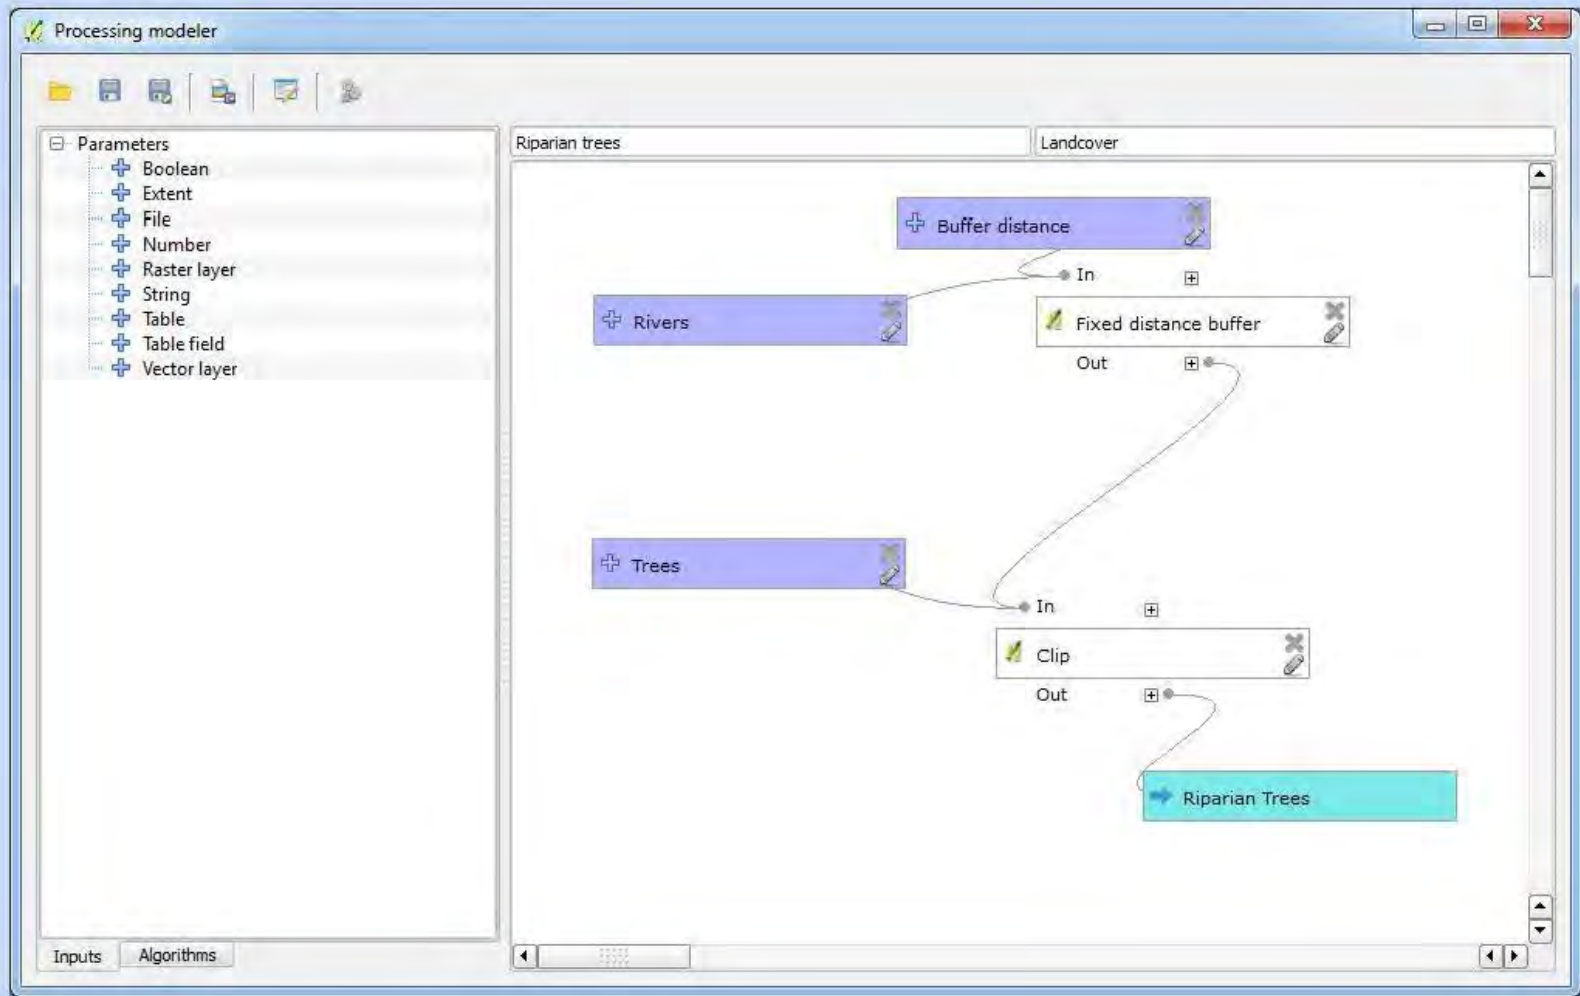 Processing modeler
Parameters
Boolean
Extent
File
Number
Raster layer
String
Table
Table field
Vector layer
Inputs
Algorithms
Riparian trees
Landcover
Buffer distance
In
Rivers
Fixed distance buffer
Out
Trees
In
Clip
Out
Riparian Trees